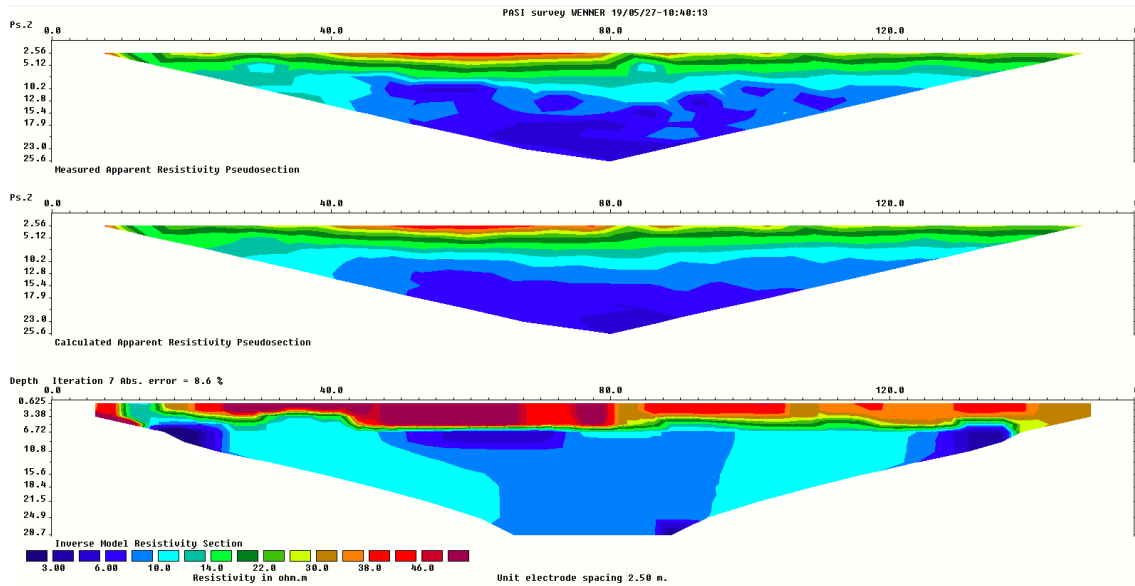 PASI survey WENNER 19/05/27-10:40:13
Ps.Z 0.0 40.0 80.0 120.0
2.56
5.12
10.2
12.8
15.4
17.9
23.0
25.6
Measured Apparent Resistivity Pseudosection
Ps.Z 0.0 40.0 80.0 120.0
2.56
5.12
10.2
12.8
15.4
17.9
23.0
25.6
Calculated Apparent Resistivity Pseudosection
Depth Iteration 7 Abs. error = 8.6 %
0.0 40.0 80.0 120.0
0.625
6.72
10.8
15.6
18.4
21.5
24.9
28.7
Inverse Model Resistivity Section
3.00 6.00 10.0 14.0 22.0 30.0 38.0 46.0
Resistivity in ohm.m Unit electrode spacing 2.50 m.